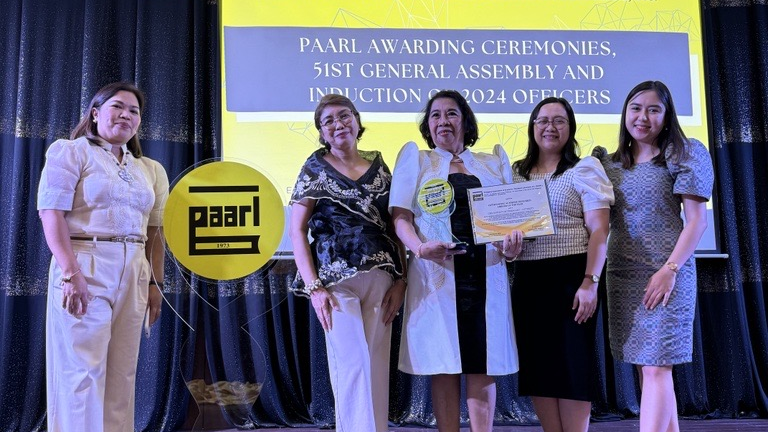 PAARL AWARDING CEREMONIES,
51ST GENERAL ASSEMBLY AND
INDUCTION OF 2024 OFFICERS
paarl
1973